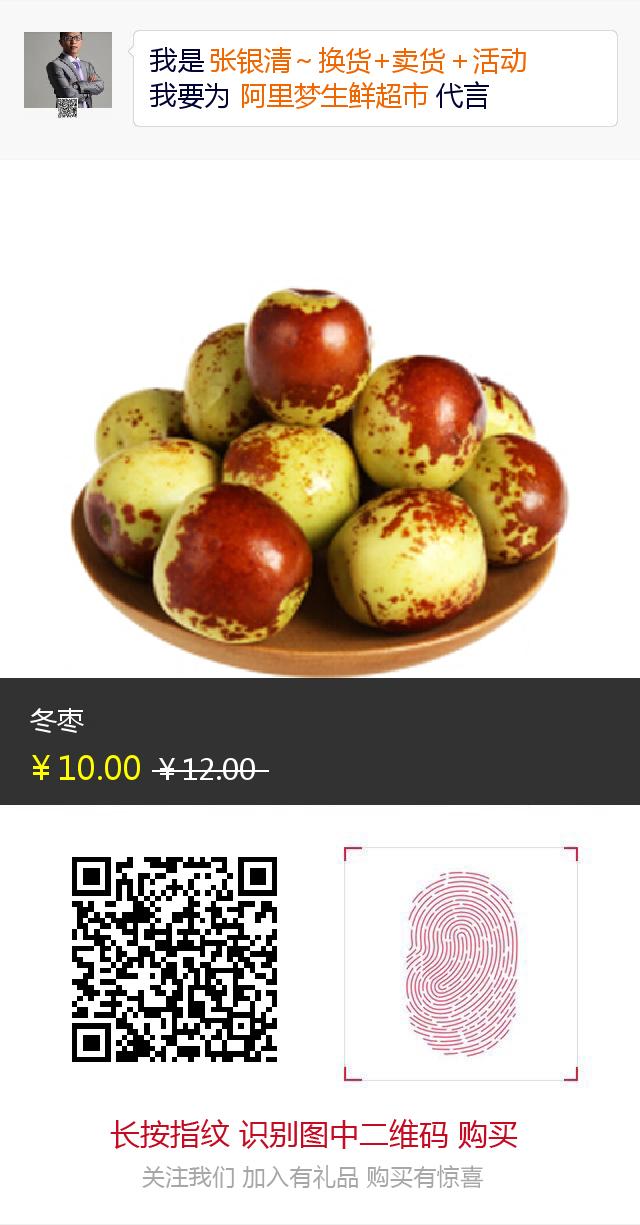 我是 张银清~换货+卖货+活动
我要为 阿里梦生鲜超市 代言
冬枣
¥10.00 ¥12.00
长按指纹 识别图中二维码 购买
关注我们 加入有礼品 购买有惊喜